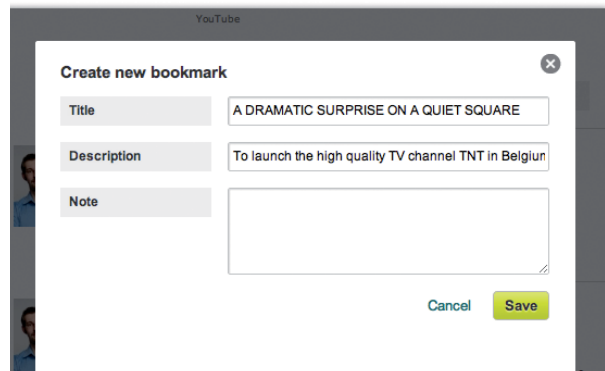 YouTube
Create new bookmark
Title
A DRAMATIC SURPRISE ON A QUIET SQUARE
Description
To launch the high quality TV channel TNT in Belgiun
Note
Cancel
Save